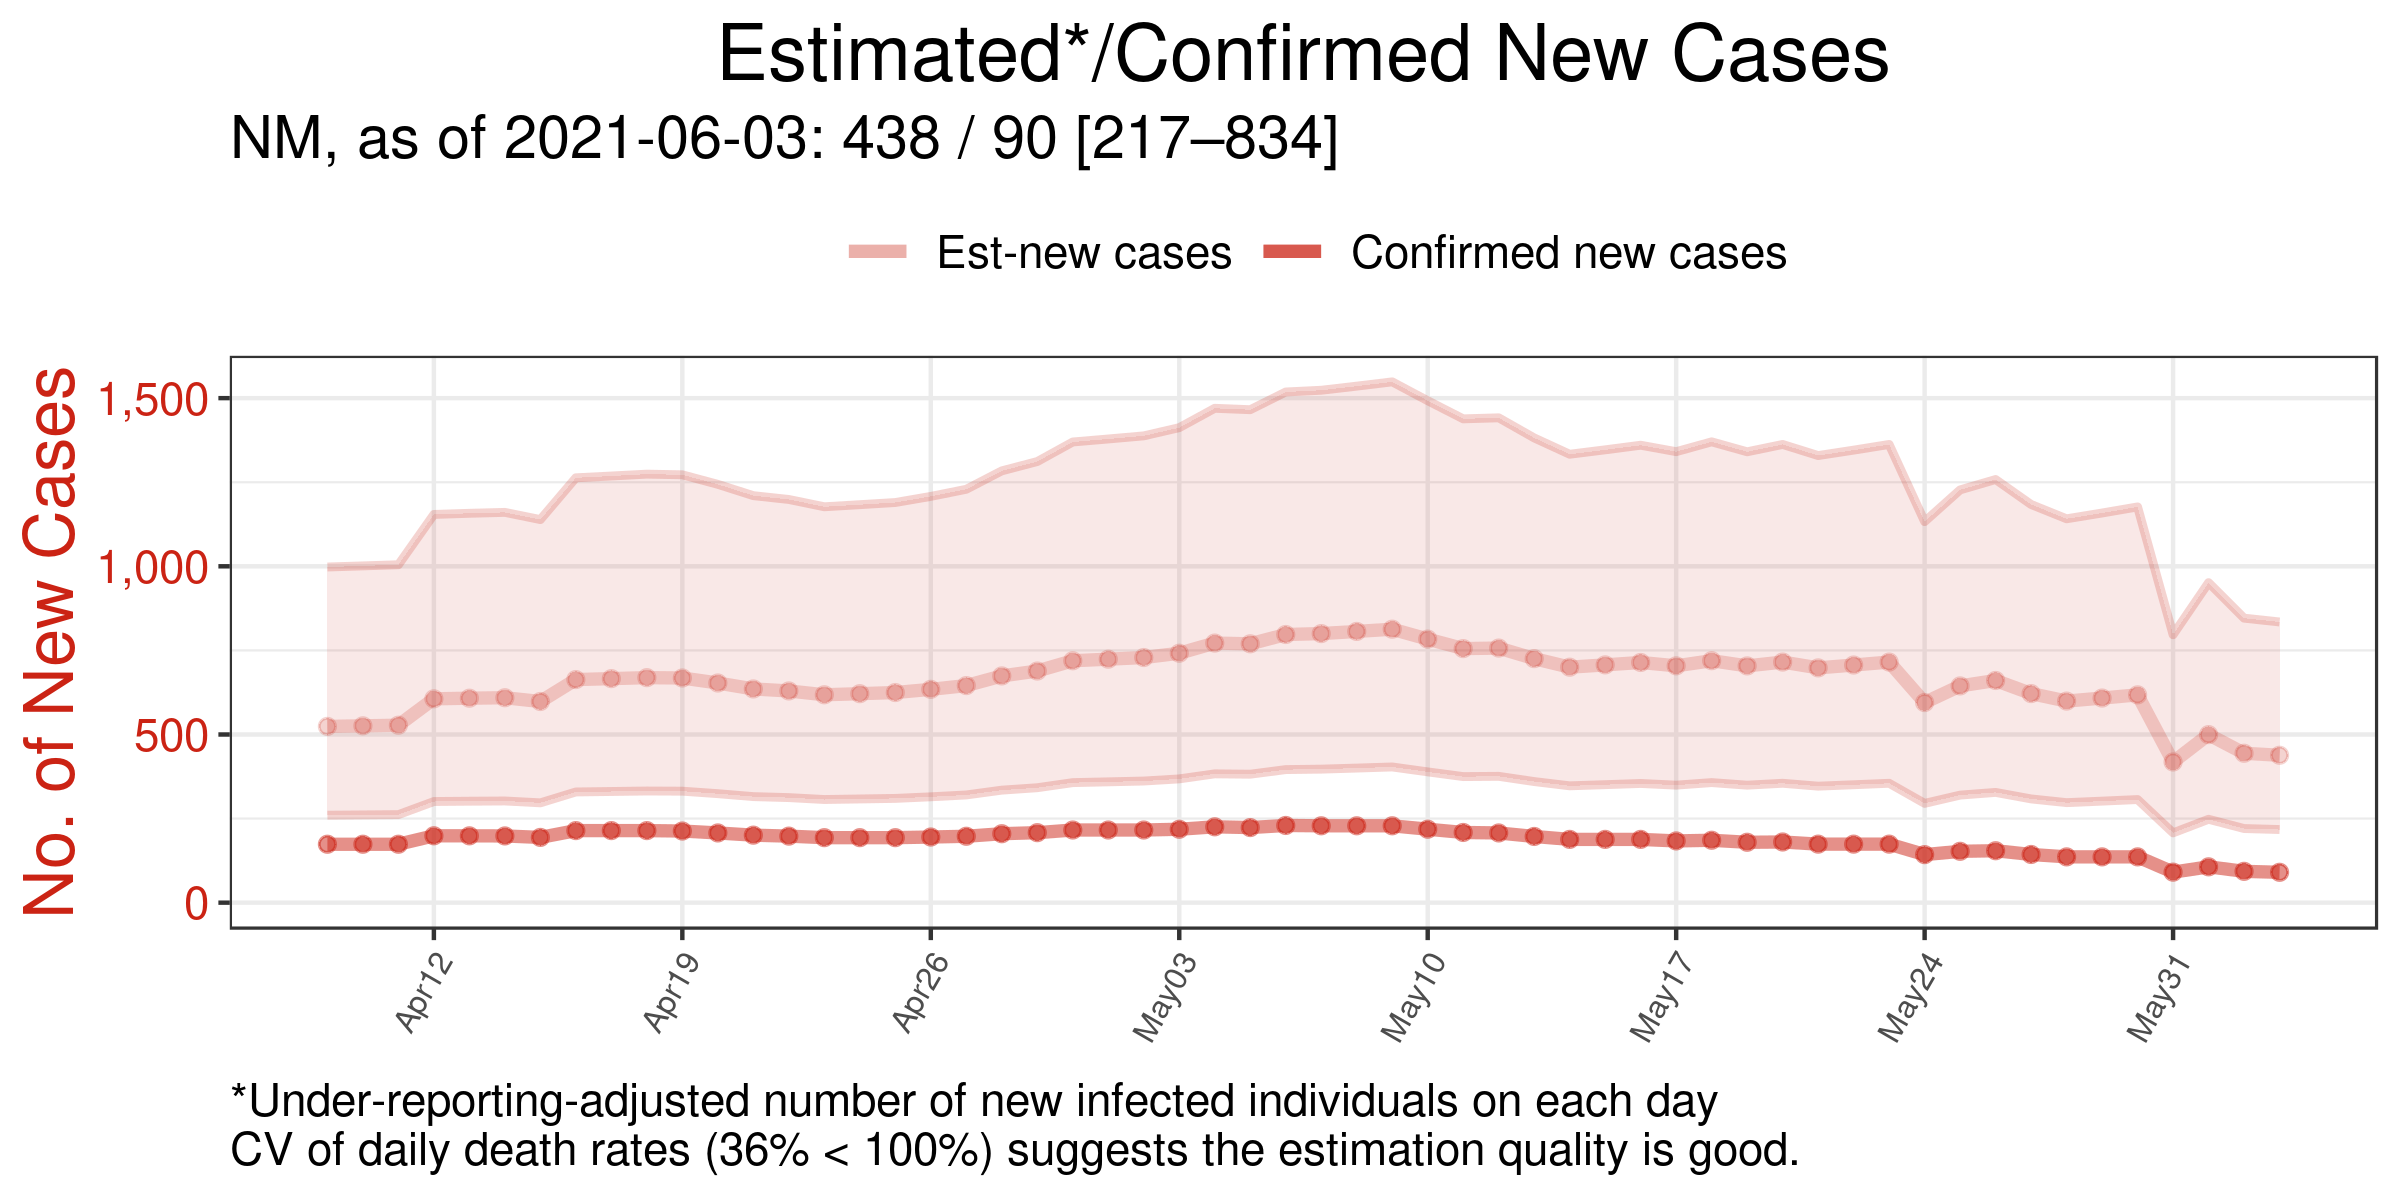 Estimated*/Confirmed New Cases
NM, as of 2021-06-03: 438 / 90 [217–834]
Est-new cases
Confirmed new cases
No. of New Cases
1,500
1,000
500
0
Apr12
Apr19
Apr26
May03
May10
May17
May24
May31
*Under-reporting-adjusted number of new infected individuals on each day
CV of daily death rates (36% < 100%) suggests the estimation quality is good.